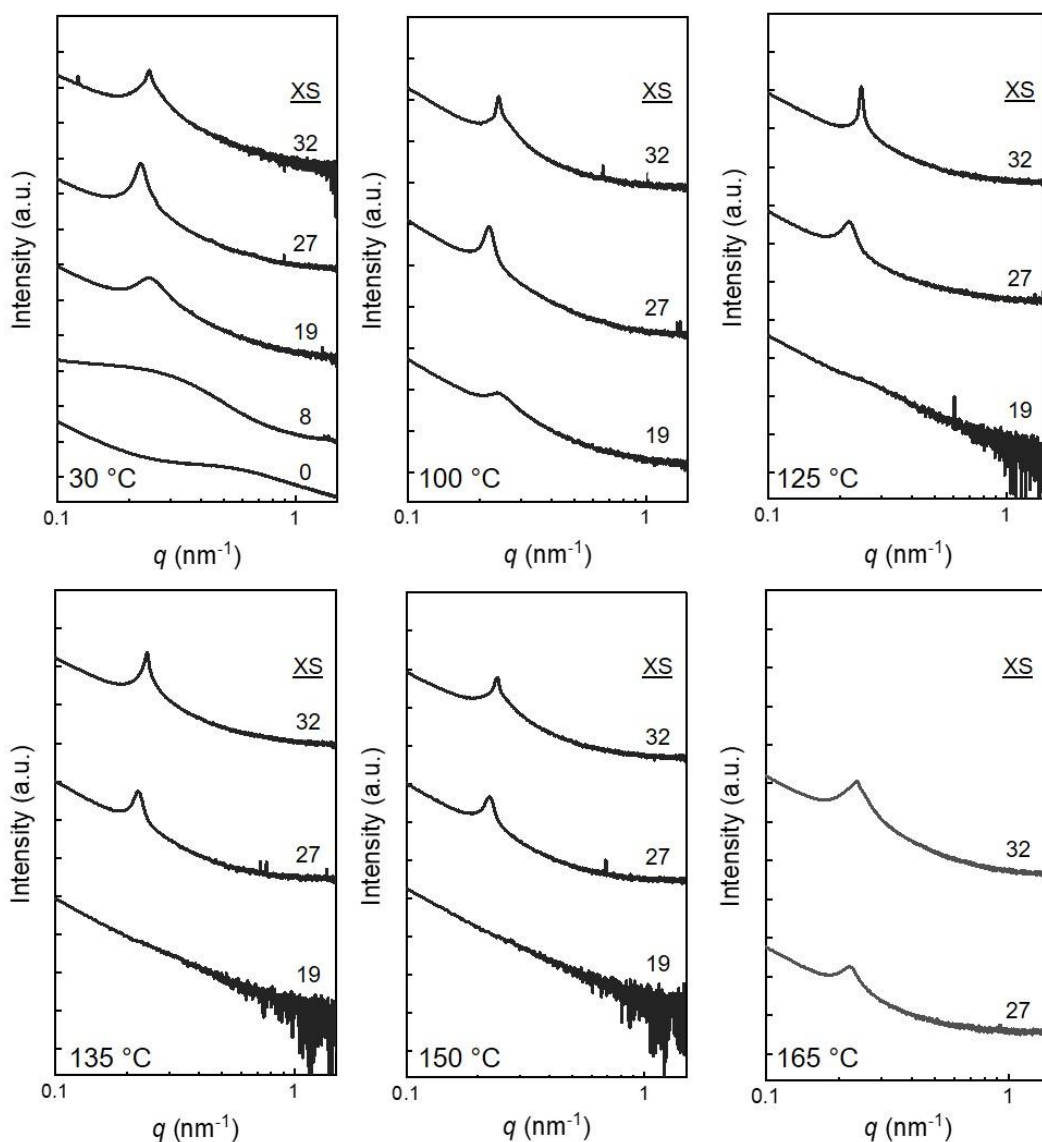 Intensity (a.u.)
XS
32
27
19
8
0
30 °C
0.1
1
q (nm⁻¹)
Intensity (a.u.)
XS
32
27
19
100 °C
0.1
1
q (nm⁻¹)
Intensity (a.u.)
XS
32
27
19
125 °C
0.1
1
q (nm⁻¹)
Intensity (a.u.)
XS
32
27
19
135 °C
0.1
1
q (nm⁻¹)
Intensity (a.u.)
XS
32
27
19
150 °C
0.1
1
q (nm⁻¹)
Intensity (a.u.)
XS
32
27
165 °C
0.1
1
q (nm⁻¹)